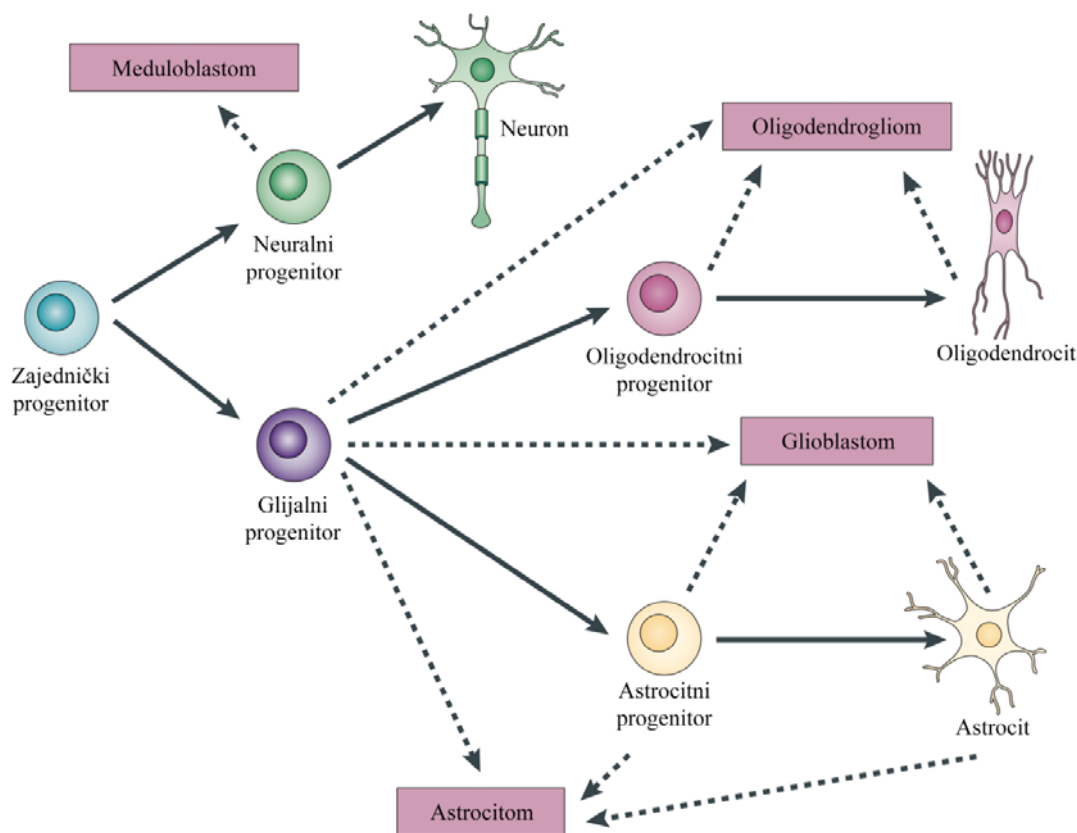 Meduloblastom
Neuron
Oligodendrogliom
Neuralni
progenitor
Zajednički
progenitor
Oligodendrocitni
progenitor
Oligodendrocit
Glijalni
progenitor
Glioblastom
Astrocitni
progenitor
Astrocit
Astrocitom